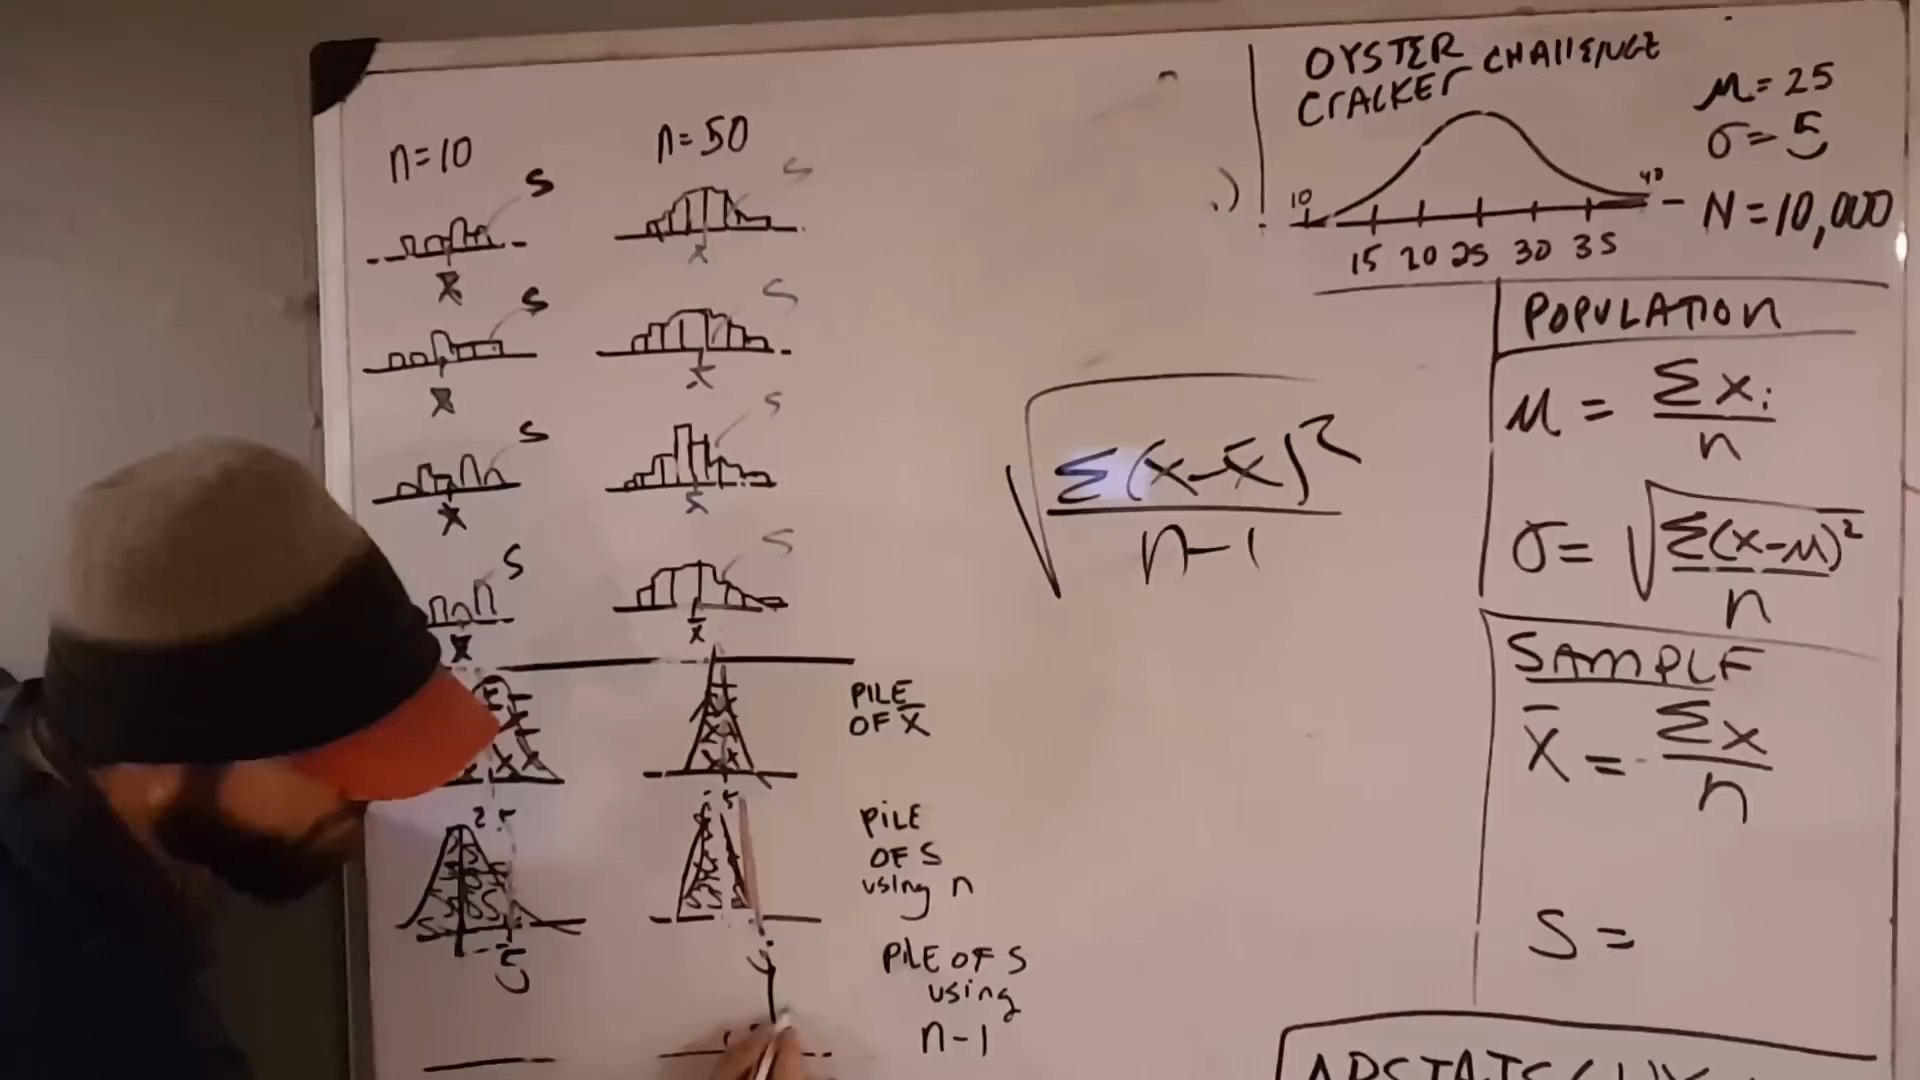 OYSTER
CRACKER CHALLENGE
10 40
15 20 25 30 35
μ = 25
σ = 5
N = 10,000
n=10
n=50
S
S
x̄
x̄
S
S
x̄
x̄
S
S
x̄
x̄
S
S
x̄
x̄
PILE
OF x̄
PILE
OF S
using n
5
PILE OF S
using
n-1
√Σ(x-x̄)²
n-1
POPULATION
μ = Σxi
n
σ = √Σ(x-μ)²
n
SAMPLE
x̄ = Σx
n
S =